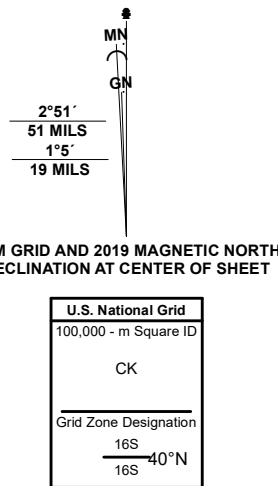 MN
GN
2°51´
51 MILS
1°5´
19 MILS
M GRID AND 2019 MAGNETIC NORTH
ECLINATION AT CENTER OF SHEET
U.S. National Grid
100,000 - m Square ID
CK
Grid Zone Designation
16S
40°N
16S